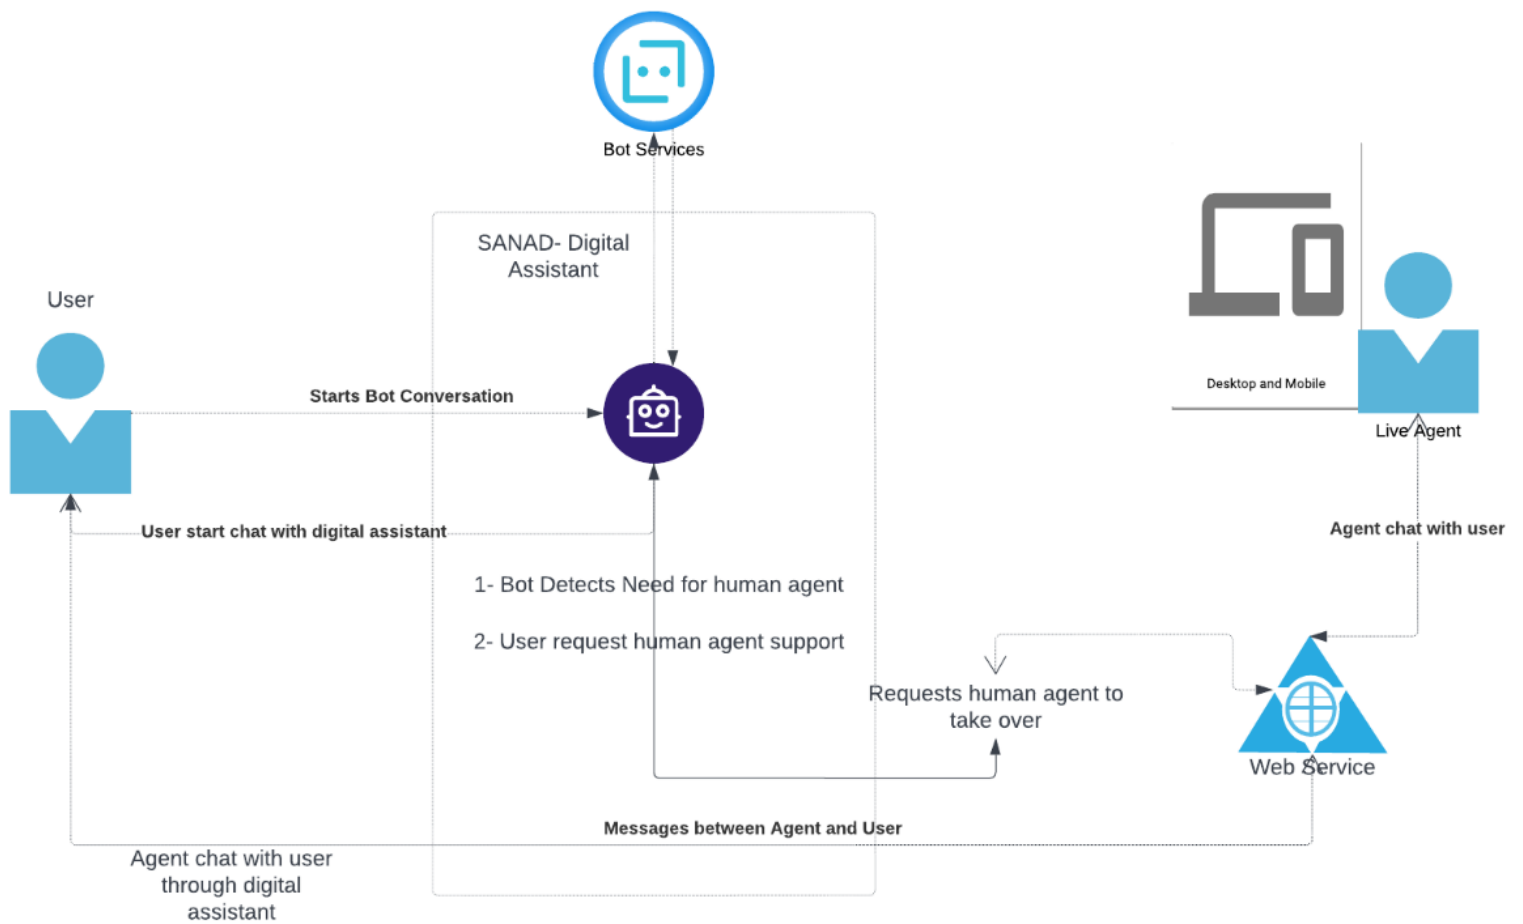 Bot Services
SANAD- Digital
Assistant
User
Desktop and Mobile
Starts Bot Conversation
Live Agent
User start chat with digital assistant
Agent chat with user
1- Bot Detects Need for human agent
2- User request human agent support
Requests human agent to
take over
Web Service
Messages between Agent and User
Agent chat with user
through digital
assistant